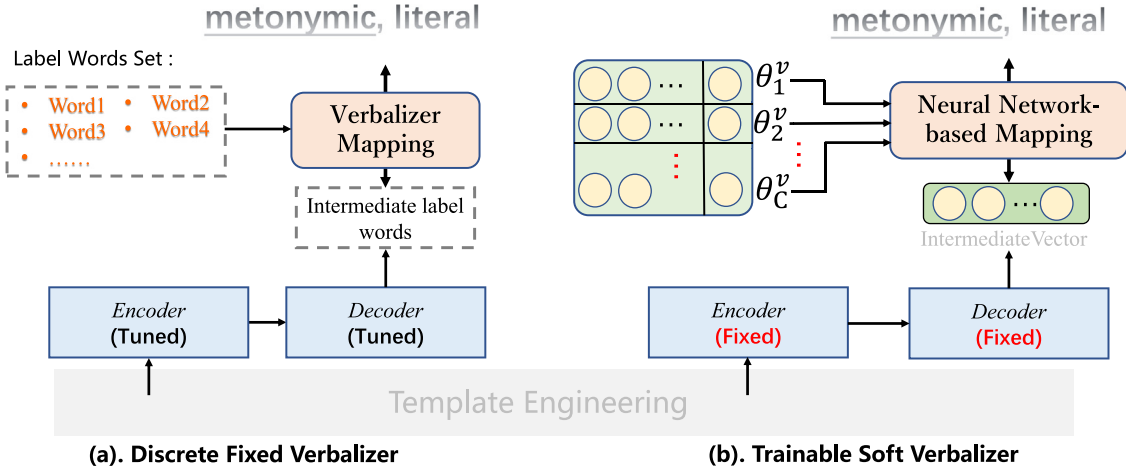 metonymic, literal
Label Words Set :
• Word1 • Word2
• Word3 • Word4
• ......
Verbalizer
Mapping
Intermediate label
words
Encoder
(Tuned)
Decoder
(Tuned)
metonymic, literal
θ₁ᵛ
θ₂ᵛ
θ_Cᵛ
Neural Network-
based Mapping
IntermediateVector
Encoder
(Fixed)
Decoder
(Fixed)
Template Engineering
(a). Discrete Fixed Verbalizer
(b). Trainable Soft Verbalizer